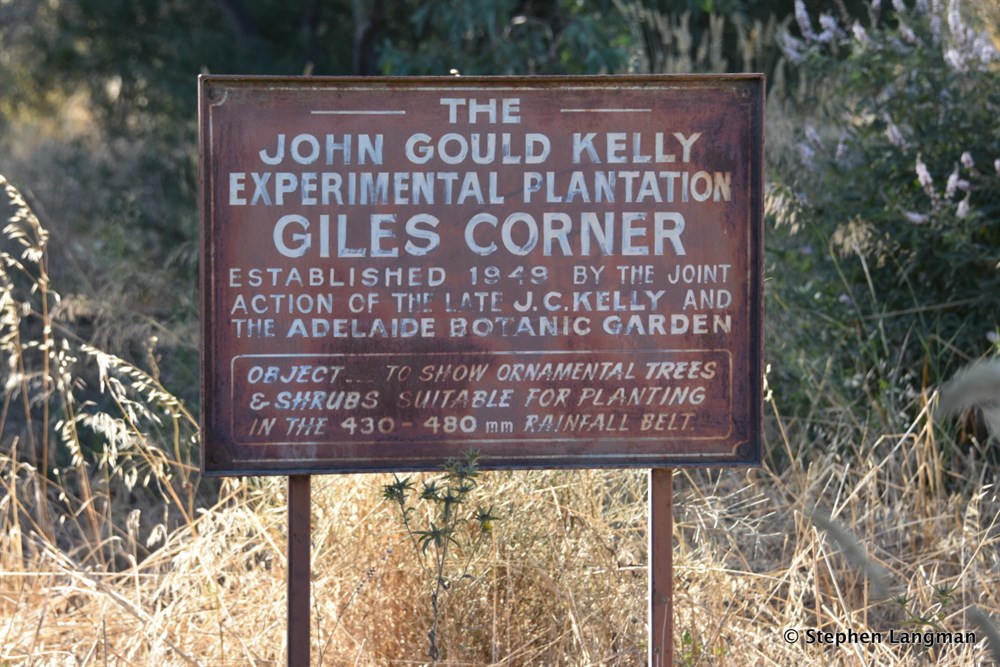 THE
JOHN GOULD KELLY
EXPERIMENTAL PLANTATION
GILES CORNER
ESTABLISHED 1949 BY THE JOINT
ACTION OF THE LATE J.C.KELLY AND
THE ADELAIDE BOTANIC GARDEN
OBJECT... TO SHOW ORNAMENTAL TREES
& SHRUBS SUITABLE FOR PLANTING
IN THE 430 - 480 mm RAINFALL BELT.
© Stephen Langman